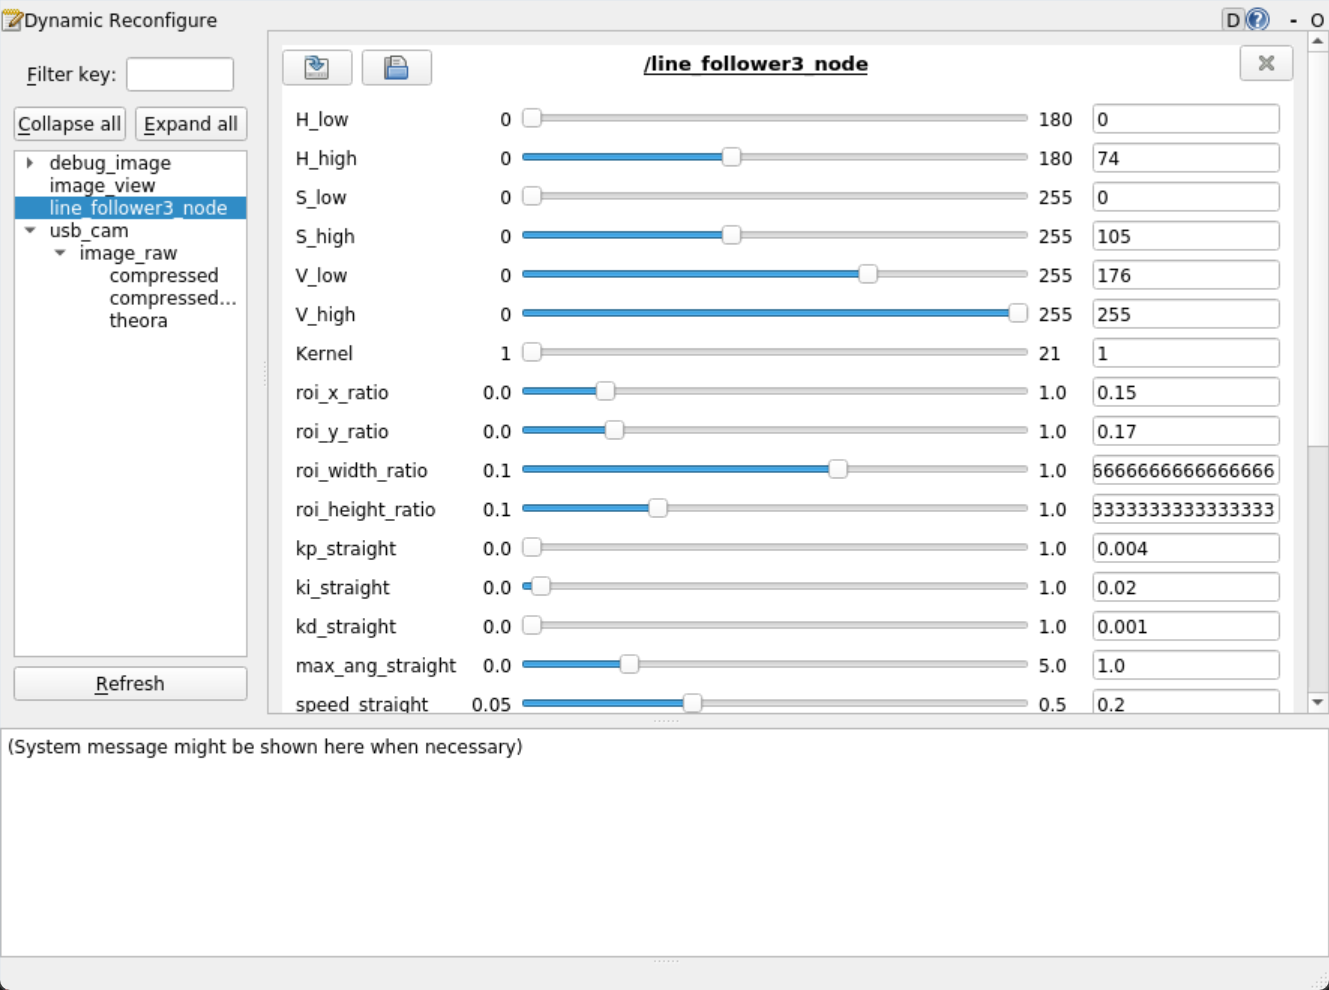 Dynamic Reconfigure
D ? - O
Filter key:
Collapse all Expand all
debug_image
image_view
line_follower3_node
usb_cam
image_raw
compressed
compressed...
theora
Refresh
/line_follower3_node
H_low 0 180 0
H_high 0 180 74
S_low 0 255 0
S_high 0 255 105
V_low 0 255 176
V_high 0 255 255
Kernel 1 21 1
roi_x_ratio 0.0 1.0 0.15
roi_y_ratio 0.0 1.0 0.17
roi_width_ratio 0.1 1.0 6666666666666666
roi_height_ratio 0.1 1.0 3333333333333333
kp_straight 0.0 1.0 0.004
ki_straight 0.0 1.0 0.02
kd_straight 0.0 1.0 0.001
max_ang_straight 0.0 5.0 1.0
speed_straight 0.05 0.5 0.2
(System message might be shown here when necessary)